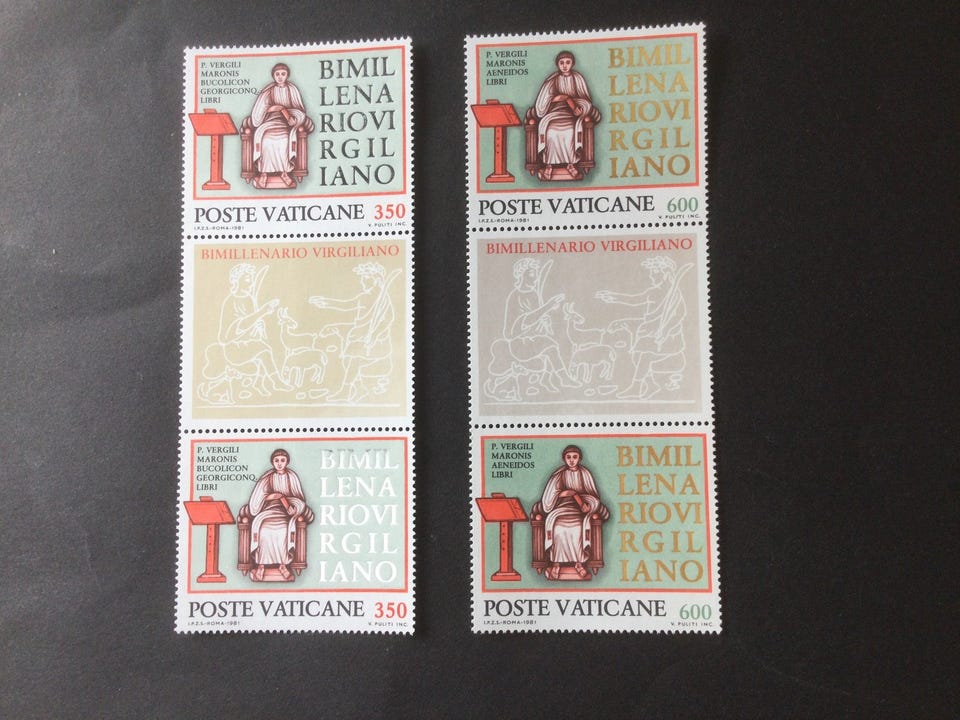 P. VERGILI
MARONIS
BUCOLICON
GEORGICONQ.
LIBRI
BIMIL
LENA
RIOVI
RGIL
IANO
POSTE VATICANE 350
I.P.Z.S.-ROMA-1981 V. PULITI INC.
BIMILLENARIO VIRGILIANO
P. VERGILI
MARONIS
BUCOLICON
GEORGICONQ.
LIBRI
BIMIL
LENA
RIOVI
RGIL
IANO
POSTE VATICANE 350
I.P.Z.S.-ROMA-1981 V. PULITI INC.
P. VERGILI
MARONIS
AENEIDOS
LIBRI
BIMIL
LENA
RIOVI
RGIL
IANO
POSTE VATICANE 600
I.P.Z.S.-ROMA-1981 V. PULITI INC.
BIMILLENARIO VIRGILIANO
P. VERGILI
MARONIS
AENEIDOS
LIBRI
BIMIL
LENA
RIOVI
RGIL
IANO
POSTE VATICANE 600
I.P.Z.S.-ROMA-1981 V. PULITI INC.